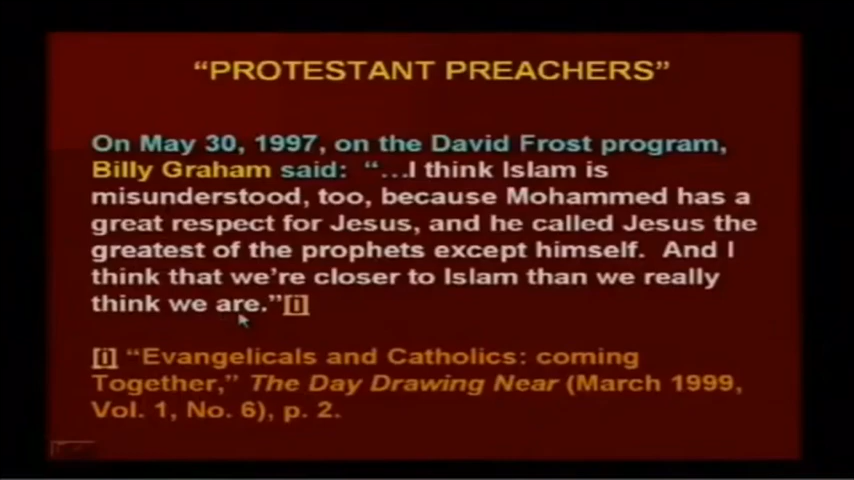 “PROTESTANT PREACHERS”
On May 30, 1997, on the David Frost program,
Billy Graham said: “…I think Islam is
misunderstood, too, because Mohammed has a
great respect for Jesus, and he called Jesus the
greatest of the prophets except himself. And I
think that we’re closer to Islam than we really
think we are.”[i]
[i] “Evangelicals and Catholics: coming
Together,” The Day Drawing Near (March 1999,
Vol. 1, No. 6), p. 2.